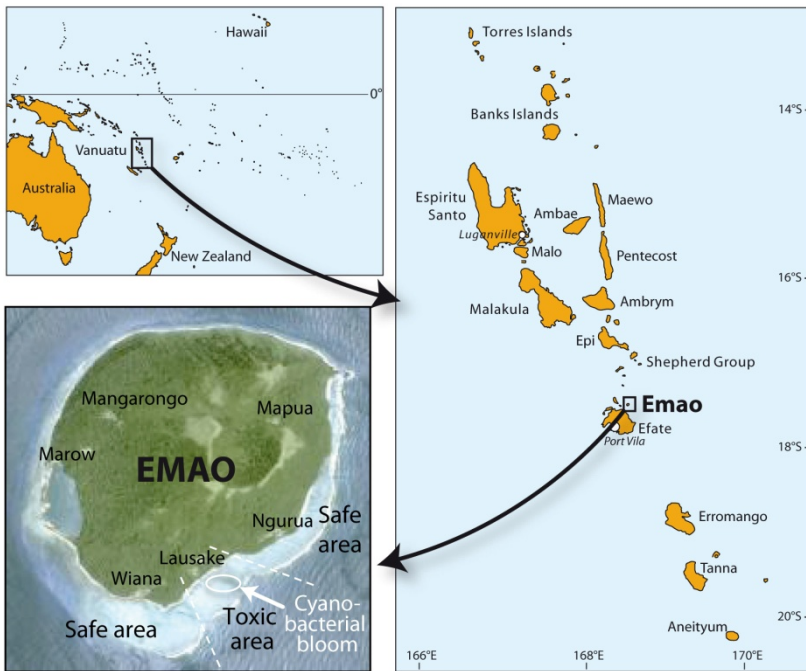 Hawaii
0°
Vanuatu
Australia
New Zealand
Torres Islands
14°S
Banks Islands
Espiritu
Santo
Ambae
Maewo
Luganville
Malo
Pentecost
16°S
Malakula
Ambrym
Epi
Shepherd Group
Emao
Efate
Port Vila
18°S
Erromango
Tanna
Aneityum
20°S
166°E
168°
170°
Mangarongo
Mapua
Marow
EMAO
Ngurua
Safe
area
Lausake
Wiana
Cyano-
bacterial
bloom
Toxic
area
Safe area